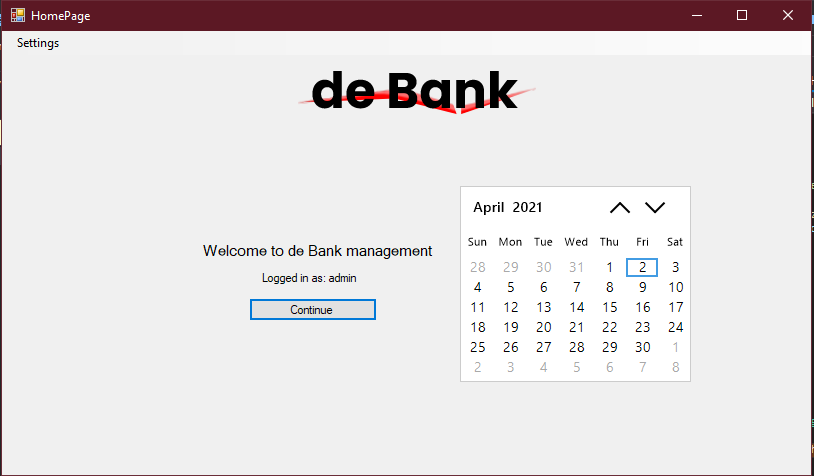 HomePage
Settings
de Bank
Welcome to de Bank management
Logged in as: admin
Continue
April 2021
Sun Mon Tue Wed Thu Fri Sat
28 29 30 31 1 2 3
4 5 6 7 8 9 10
11 12 13 14 15 16 17
18 19 20 21 22 23 24
25 26 27 28 29 30 1
2 3 4 5 6 7 8